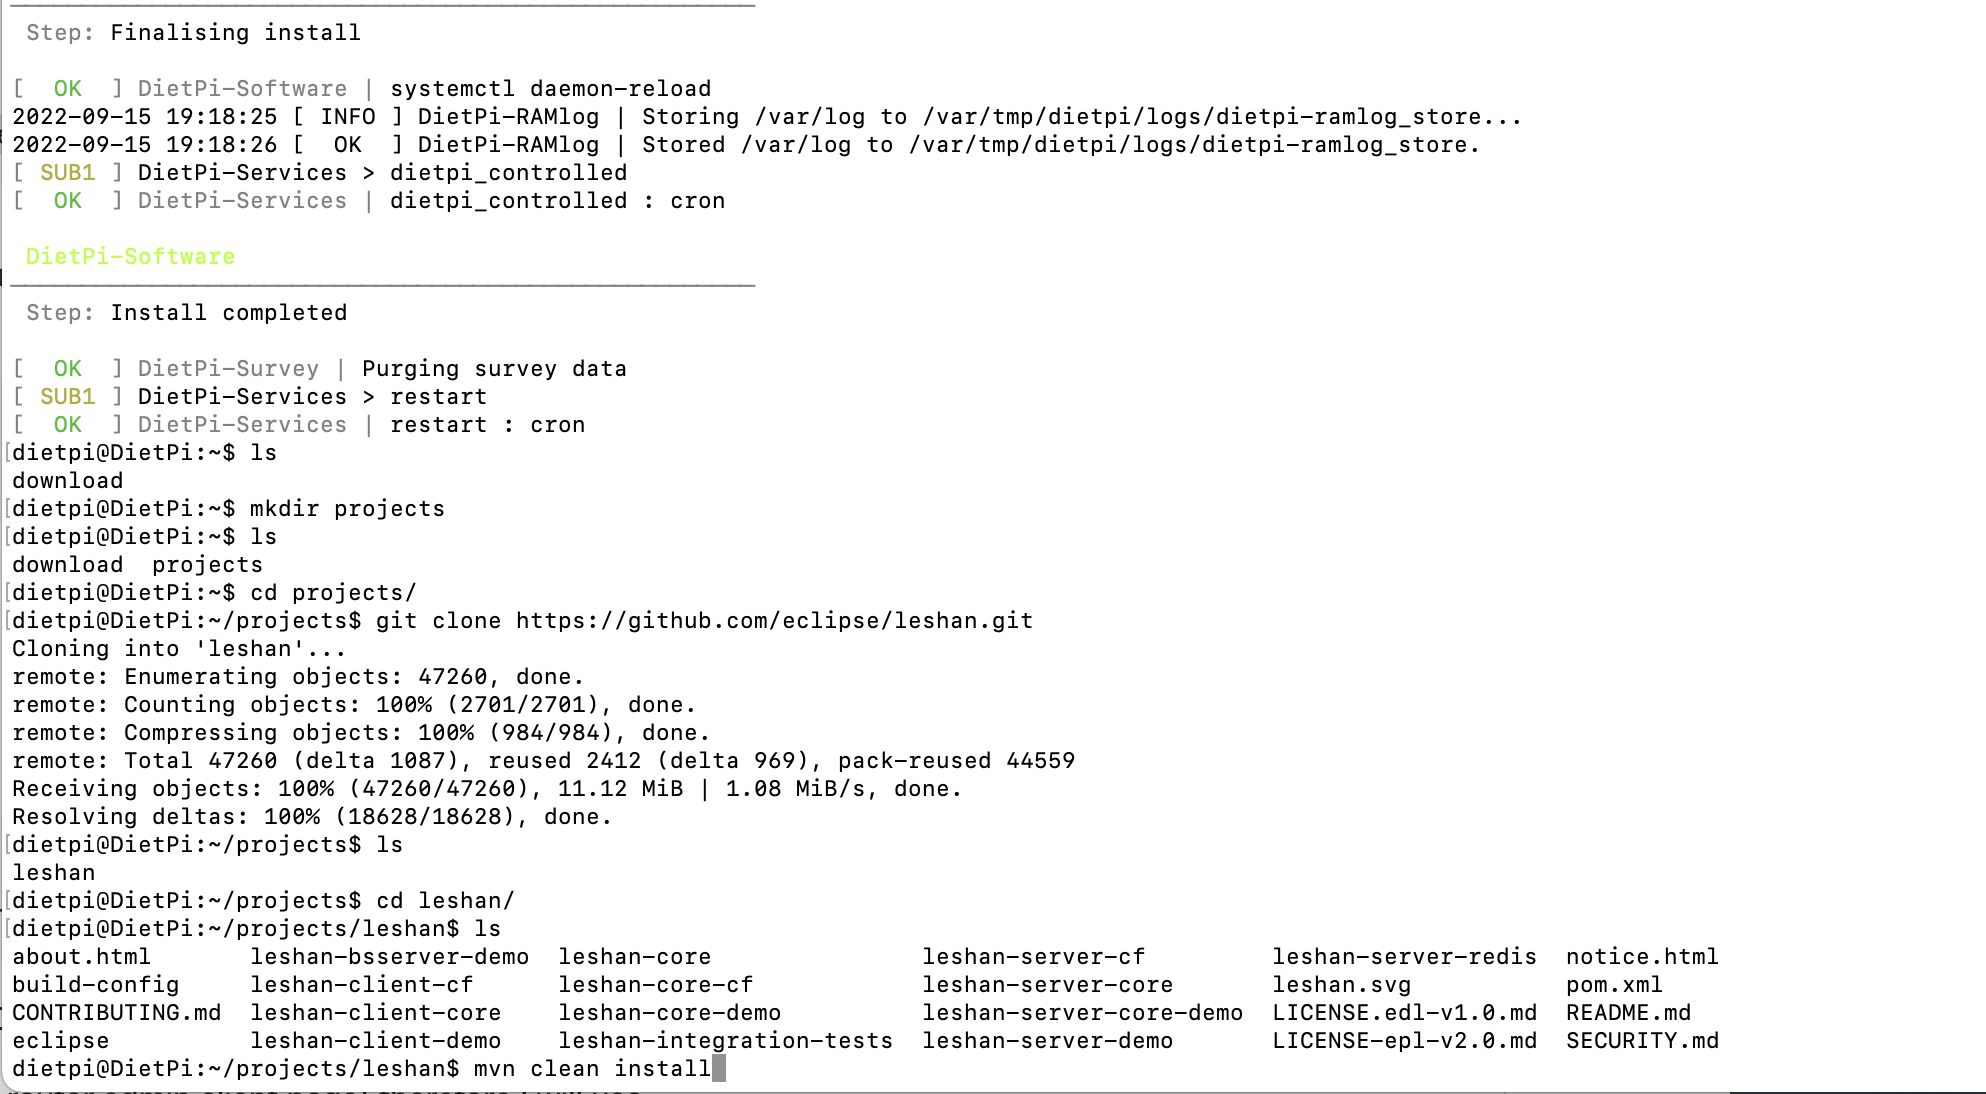 Step: Finalising install
[  OK  ] DietPi-Software | systemctl daemon-reload
2022-09-15 19:18:25 [ INFO ] DietPi-RAMlog | Storing /var/log to /var/tmp/dietpi/logs/dietpi-ramlog_store...
2022-09-15 19:18:26 [  OK  ] DietPi-RAMlog | Stored /var/log to /var/tmp/dietpi/logs/dietpi-ramlog_store.
[ SUB1 ] DietPi-Services > dietpi_controlled
[  OK  ] DietPi-Services | dietpi_controlled : cron
DietPi-Software
Step: Install completed
[  OK  ] DietPi-Survey | Purging survey data
[ SUB1 ] DietPi-Services > restart
[  OK  ] DietPi-Services | restart : cron
[dietpi@DietPi:~$ ls
download
[dietpi@DietPi:~$ mkdir projects
[dietpi@DietPi:~$ ls
download  projects
[dietpi@DietPi:~$ cd projects/
[dietpi@DietPi:~/projects$ git clone https://github.com/eclipse/leshan.git
Cloning into 'leshan'...
remote: Enumerating objects: 47260, done.
remote: Counting objects: 100% (2701/2701), done.
remote: Compressing objects: 100% (984/984), done.
remote: Total 47260 (delta 1087), reused 2412 (delta 969), pack-reused 44559
Receiving objects: 100% (47260/47260), 11.12 MiB | 1.08 MiB/s, done.
Resolving deltas: 100% (18628/18628), done.
[dietpi@DietPi:~/projects$ ls
leshan
[dietpi@DietPi:~/projects$ cd leshan/
[dietpi@DietPi:~/projects/leshan$ ls
about.html       leshan-bsserver-demo  leshan-core               leshan-server-cf         leshan-server-redis  notice.html
build-config     leshan-client-cf      leshan-core-cf            leshan-server-core       leshan.svg           pom.xml
CONTRIBUTING.md  leshan-client-core    leshan-core-demo          leshan-server-core-demo  LICENSE.edl-v1.0.md  README.md
eclipse          leshan-client-demo    leshan-integration-tests  leshan-server-demo       LICENSE-epl-v2.0.md  SECURITY.md
dietpi@DietPi:~/projects/leshan$ mvn clean install